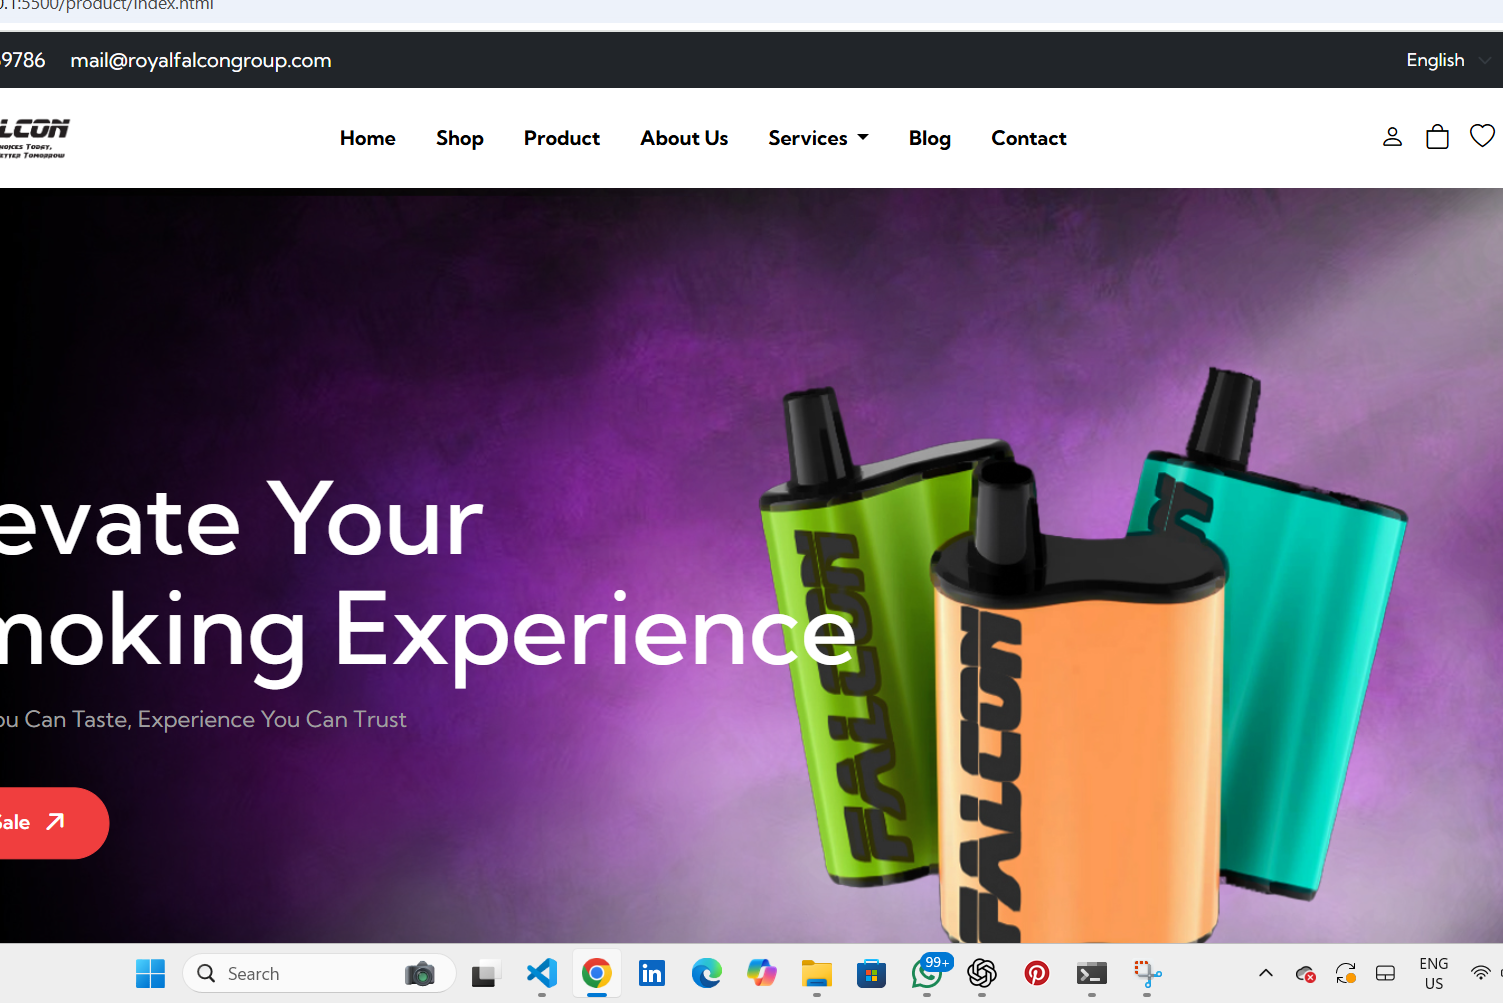 0.1:5500/product/index.html
9786 mail@royalfalcongroup.com
English
LCON
HOICES TODAY,
ETTER TOMORROW
Home Shop Product About Us Services Blog Contact
evate Your
moking Experience
ou Can Taste, Experience You Can Trust
Sale
FALCON
FALCON
Search
99+
ENG
US